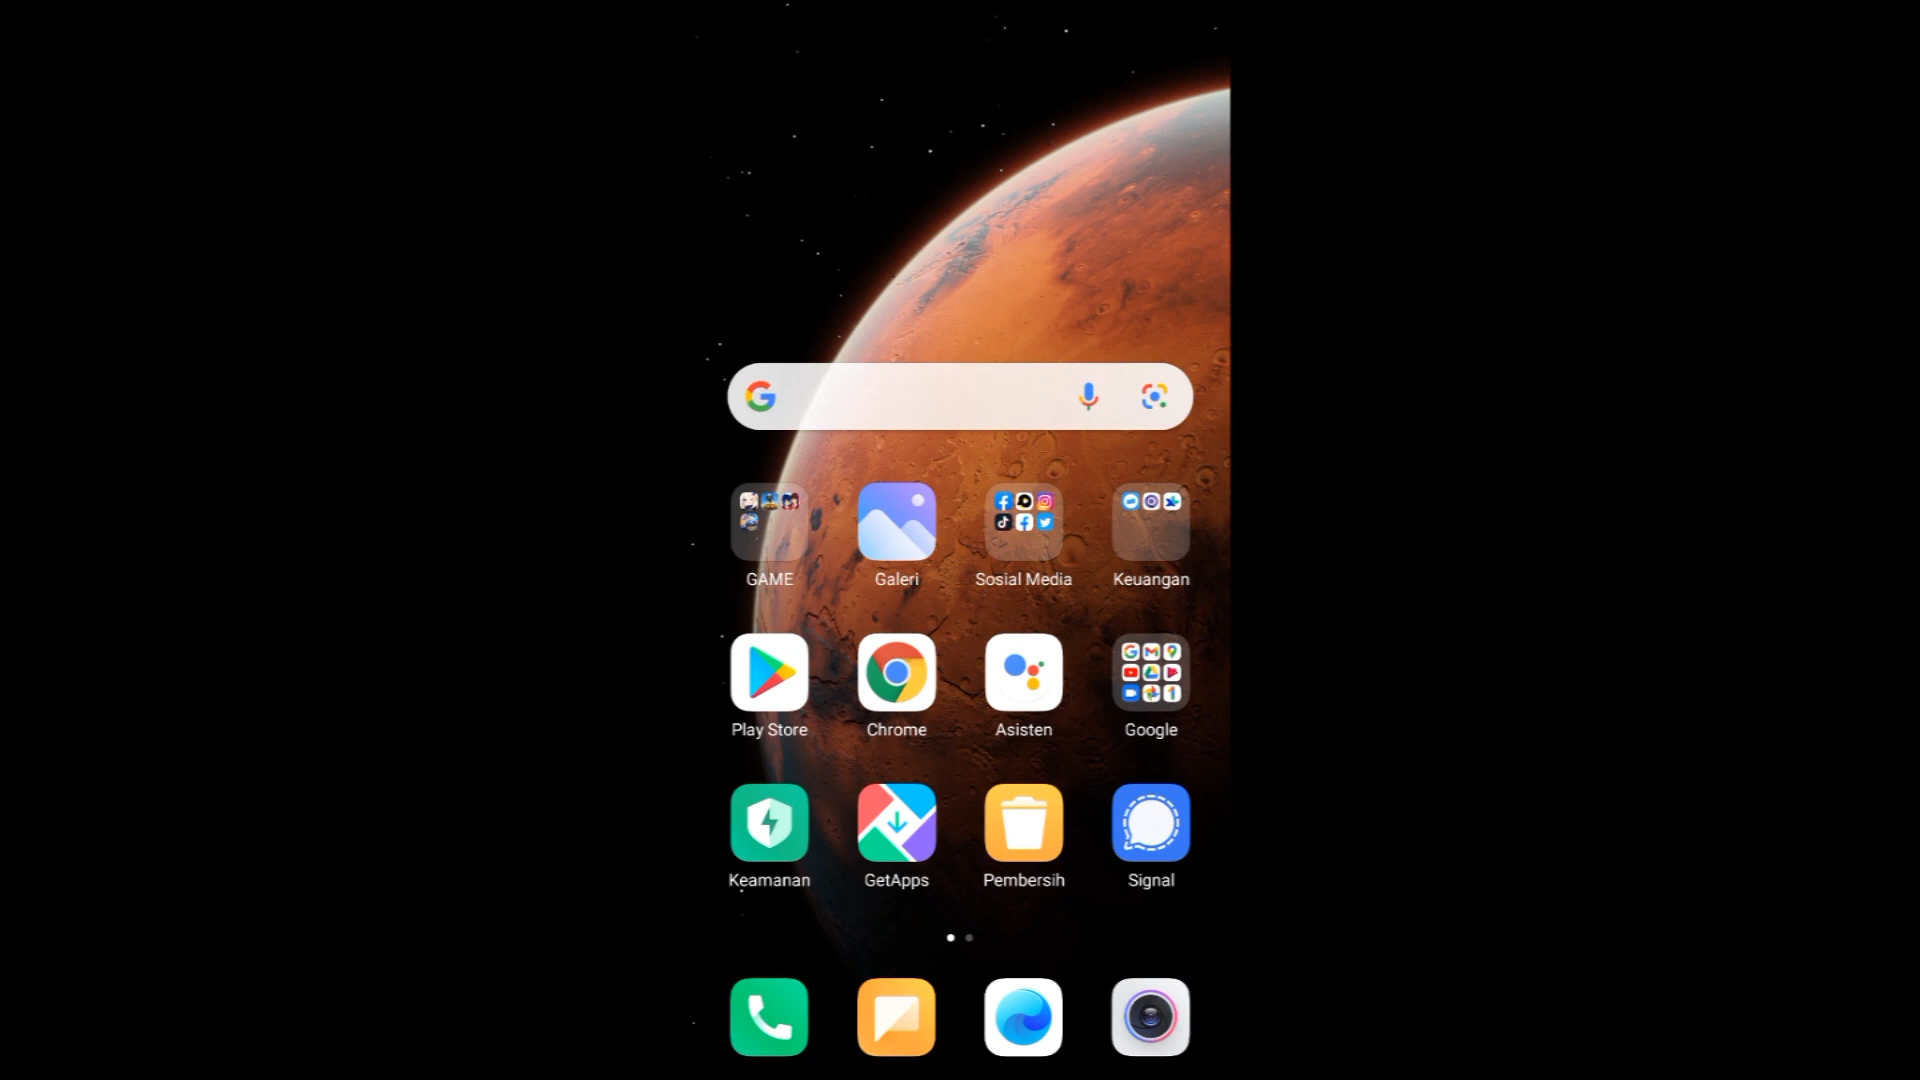 GAME
Galeri
Sosial Media
Keuangan
Play Store
Chrome
Asisten
Google
Keamanan
GetApps
Pembersih
Signal